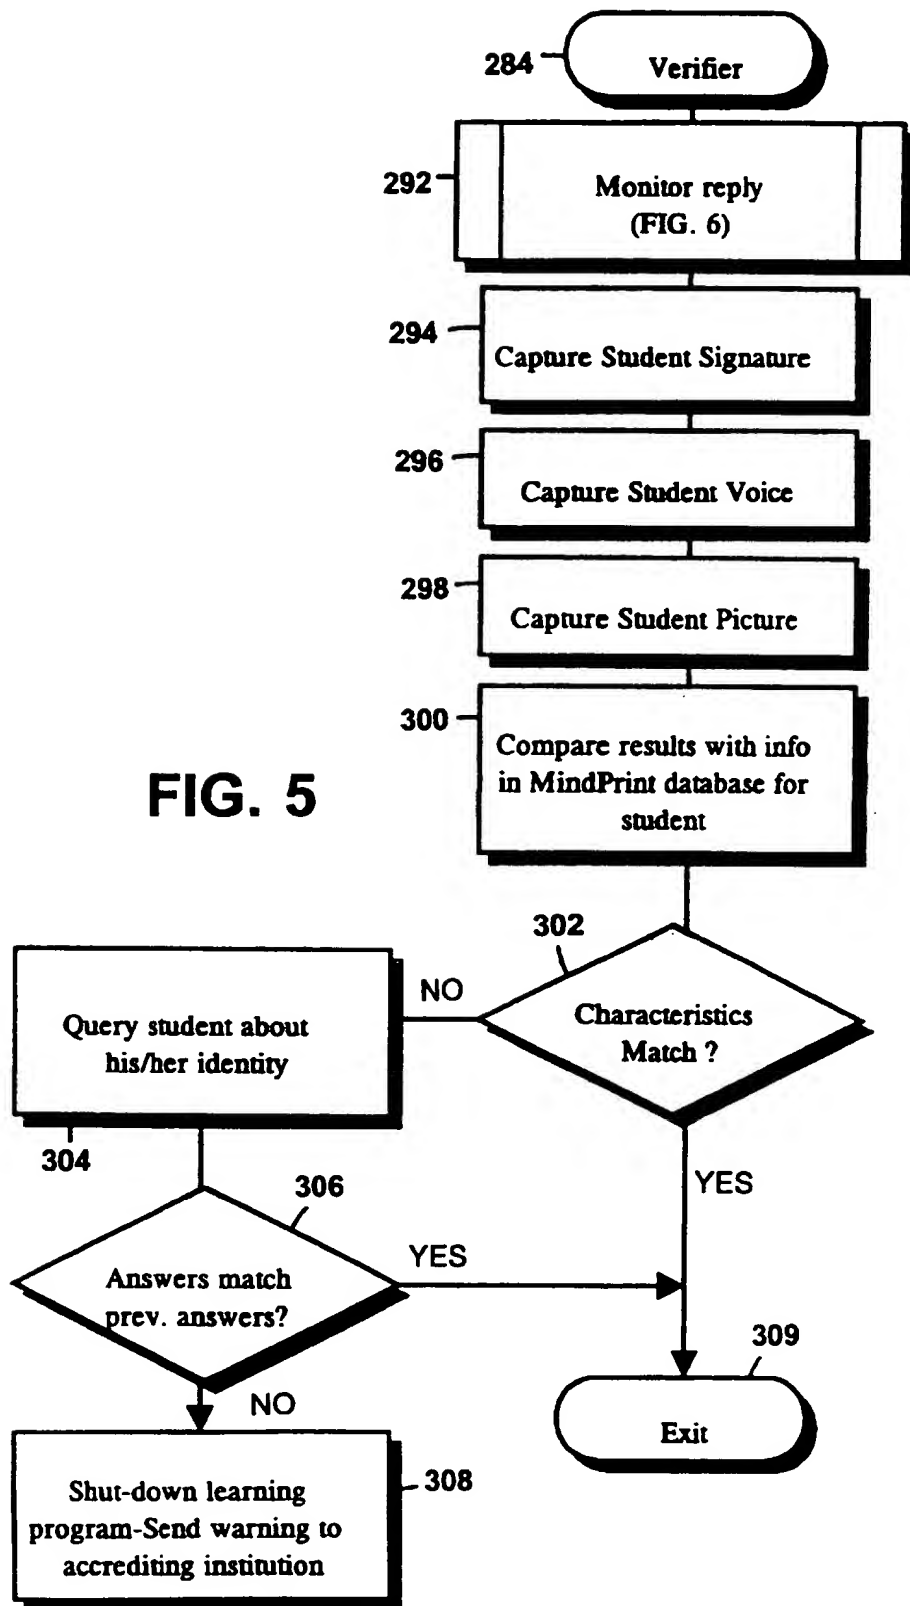 284
Verifier
292
Monitor reply
(FIG. 6)
294
Capture Student Signature
296
Capture Student Voice
298
Capture Student Picture
300
Compare results with info
in MindPrint database for
student
FIG. 5
302
Characteristics
Match ?
NO
Query student about
his/her identity
304
YES
306
Answers match
prev. answers?
YES
309
Exit
NO
308
Shut-down learning
program-Send warning to
accrediting institution